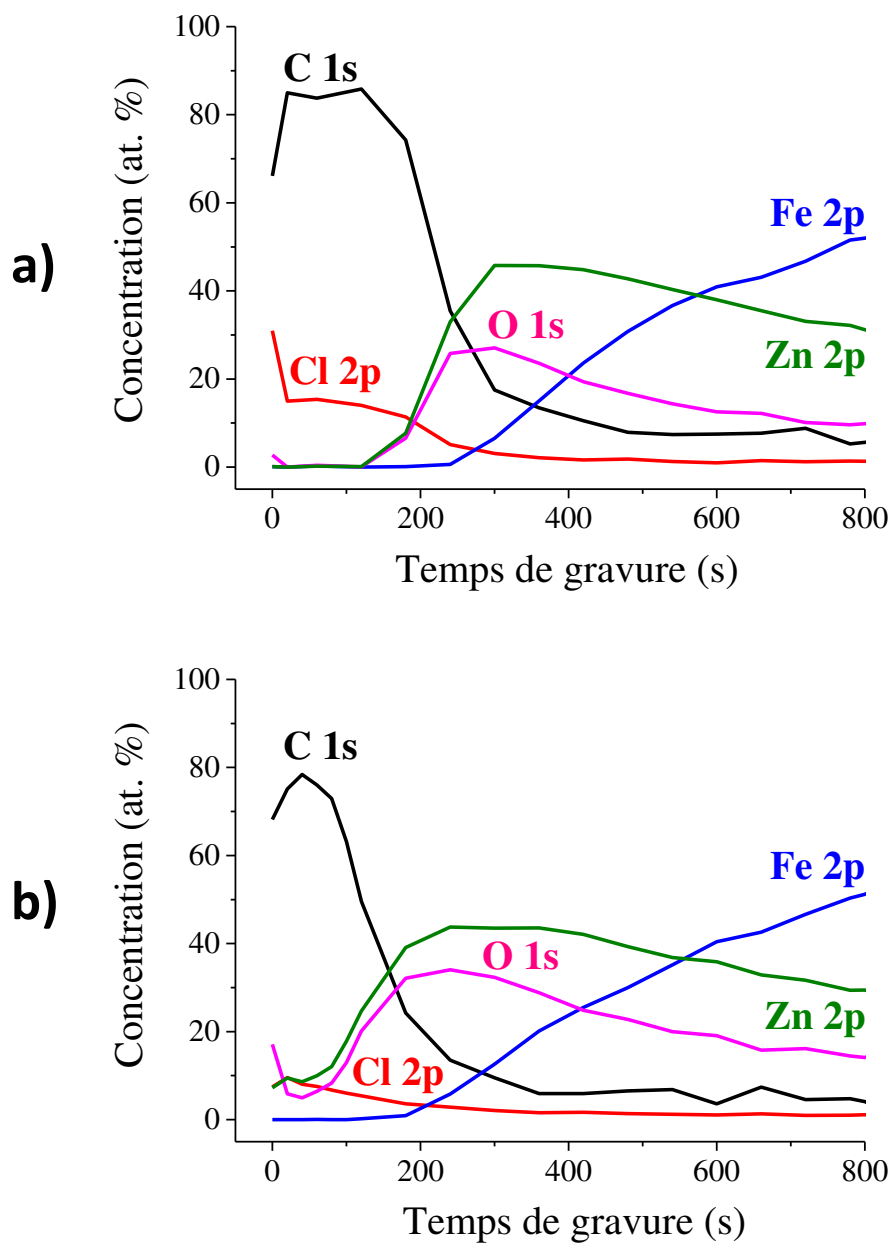 a)
Concentration (at. %)
100
80
60
40
20
0
C 1s
Cl 2p
O 1s
Fe 2p
Zn 2p
0 200 400 600 800
Temps de gravure (s)
b)
Concentration (at. %)
100
80
60
40
20
0
C 1s
Cl 2p
O 1s
Fe 2p
Zn 2p
0 200 400 600 800
Temps de gravure (s)